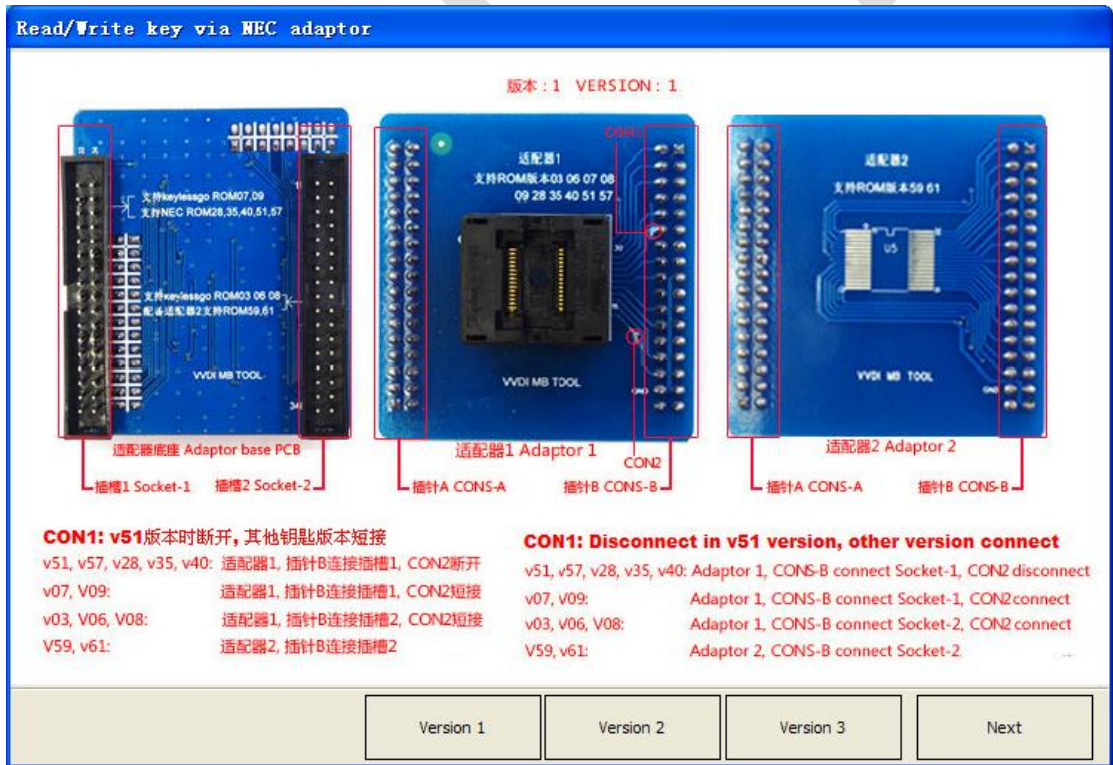 Read/Write key via NEC adaptor
版本：1 VERSION：1
支持keylessgo ROM07,09
支持NEC ROM28,35,40,51,57
支持keylessgo ROM03 06 08
配备适配器2支持ROM59,61
VVDI MB TOOL
适配器底座 Adaptor base PCB
插槽1 Socket-1
插槽2 Socket-2
CON1
适配器1
支持ROM版本03 06 07 08
09 28 35 40 51 57
VVDI MB TOOL
GND
适配器1 Adaptor 1
CON2
插针A CONS-A
插针B CONS-B
适配器2
支持ROM版本59 61
U5
VVDI MB TOOL
GND
适配器2 Adaptor 2
插针A CONS-A
插针B CONS-B
CON1: v51版本时断开, 其他钥匙版本短接
v51, v57, v28, v35, v40: 适配器1, 插针B连接插槽1, CON2断开
v07, V09: 适配器1, 插针B连接插槽1, CON2短接
v03, V06, V08: 适配器1, 插针B连接插槽2, CON2短接
V59, v61: 适配器2, 插针B连接插槽2
CON1: Disconnect in v51 version, other version connect
v51, v57, v28, v35, v40: Adaptor 1, CONS-B connect Socket-1, CON2 disconnect
v07, V09: Adaptor 1, CONS-B connect Socket-1, CON2 connect
v03, V06, V08: Adaptor 1, CONS-B connect Socket-2, CON2 connect
V59, v61: Adaptor 2, CONS-B connect Socket-2
Version 1
Version 2
Version 3
Next